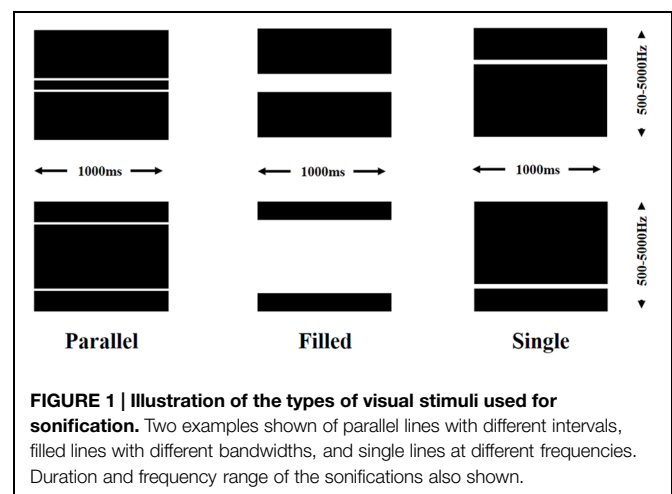 500-5000Hz
1000ms 1000ms 1000ms
500-5000Hz
Parallel Filled Single
FIGURE 1 | Illustration of the types of visual stimuli used for
sonification. Two examples shown of parallel lines with different intervals,
filled lines with different bandwidths, and single lines at different frequencies.
Duration and frequency range of the sonifications also shown.